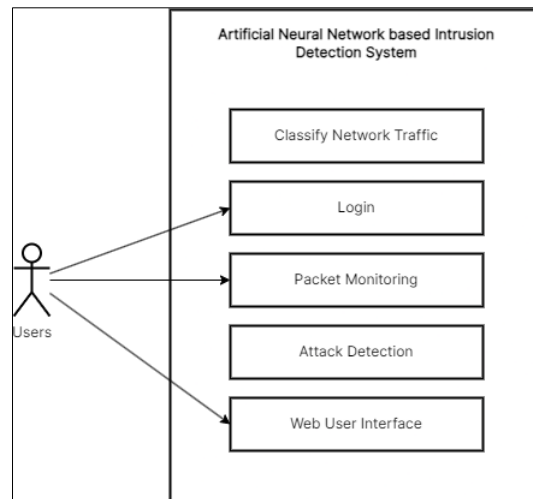 Artificial Neural Network based Intrusion
Detection System
Classify Network Traffic
Login
Packet Monitoring
Users
Attack Detection
Web User Interface